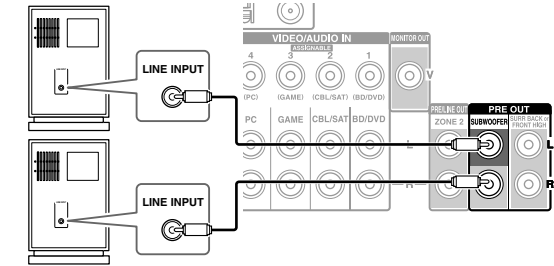 VIDEO/AUDIO IN
MONITOR OUT
ASSIGNABLE
4 3 2 1
(PC) (GAME) (CBL/SAT) (BD/DVD)
V
LINE INPUT
PRE/LINE OUT
PRE OUT
PC GAME CBL/SAT BD/DVD
ZONE 2
SUBWOOFER
SURR BACK or
FRONT HIGH
L
L
LINE INPUT
R
R